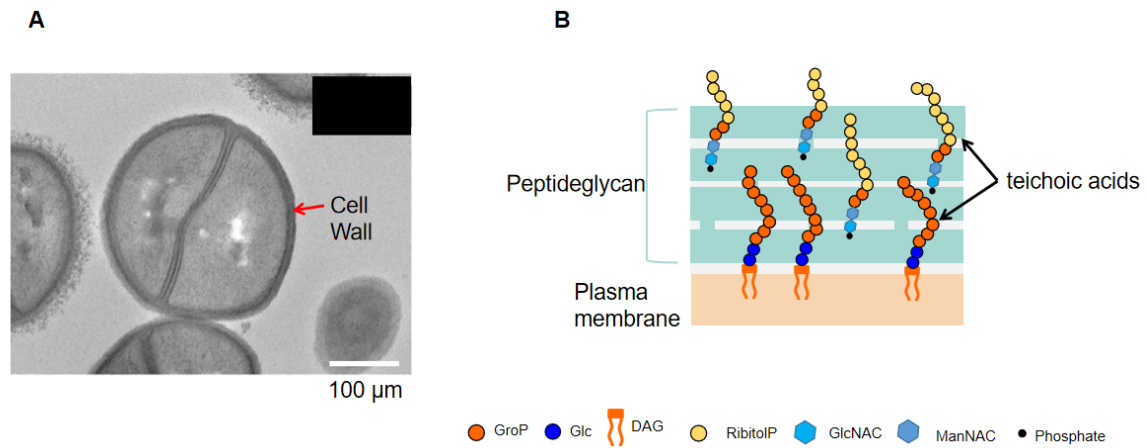 A
B
Cell
Wall
100 µm
Peptideglycan
teichoic acids
Plasma
membrane
GroP
Glc
DAG
RibitolP
GlcNAC
ManNAC
Phosphate